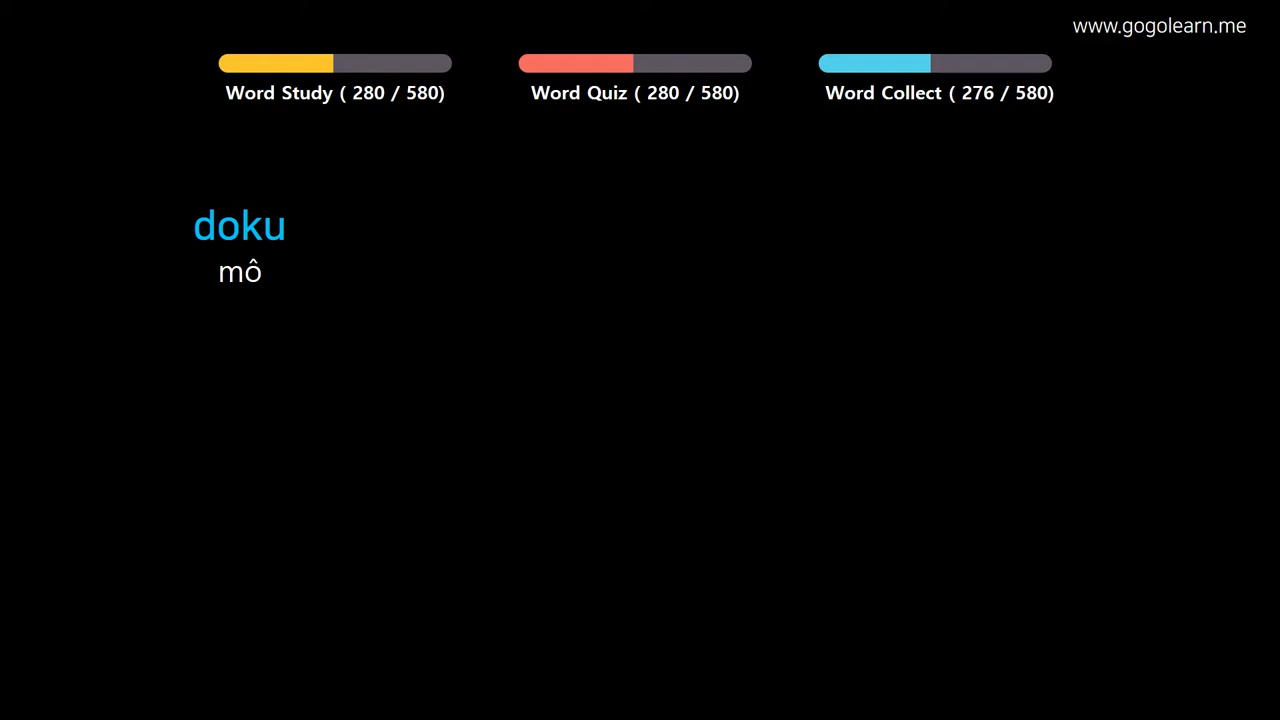 www.gogolearn.me
Word Study ( 280 / 580)
Word Quiz ( 280 / 580)
Word Collect ( 276 / 580)
doku
mô